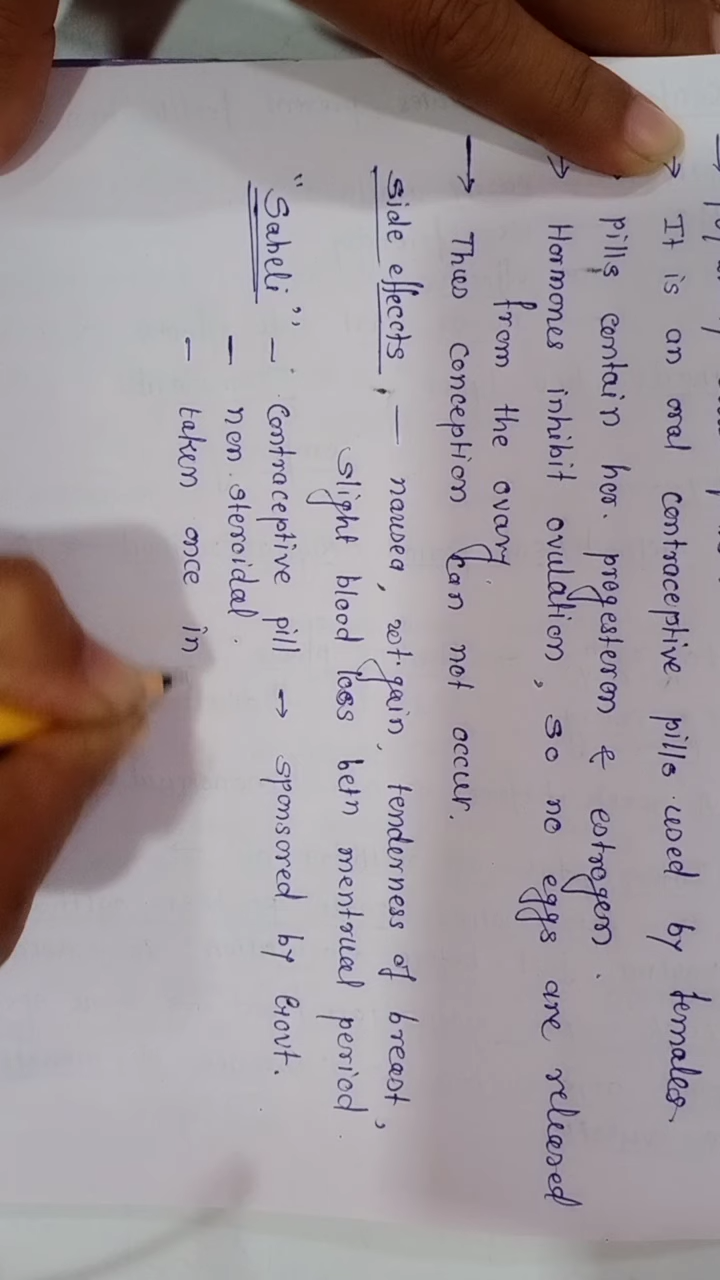 → It is an oral contraceptive pills used by females.
pills contain hor. progesteron & estrogen.
→ Hormones inhibit ovulation, so no eggs are released
from the ovary.
→ Thus conception can not occur.
Side effects, — nausea, wt. gain, tenderness of breast,
slight blood loss betn mentrual period.
"Saheli" – contraceptive pill → sponsored by Govt.
– non. steroidal.
– taken once in